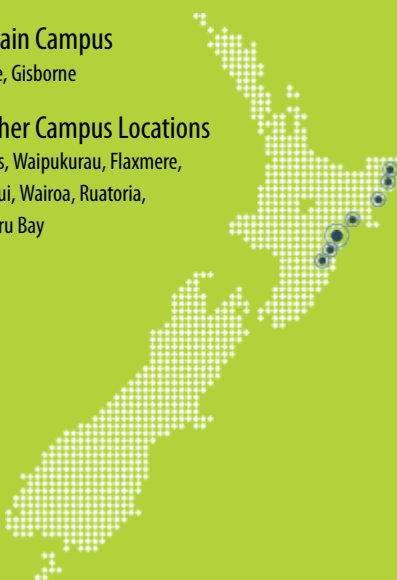 ain Campus
e, Gisborne
her Campus Locations
s, Waipukurau, Flaxmere,
ui, Wairoa, Ruatoria,
ru Bay